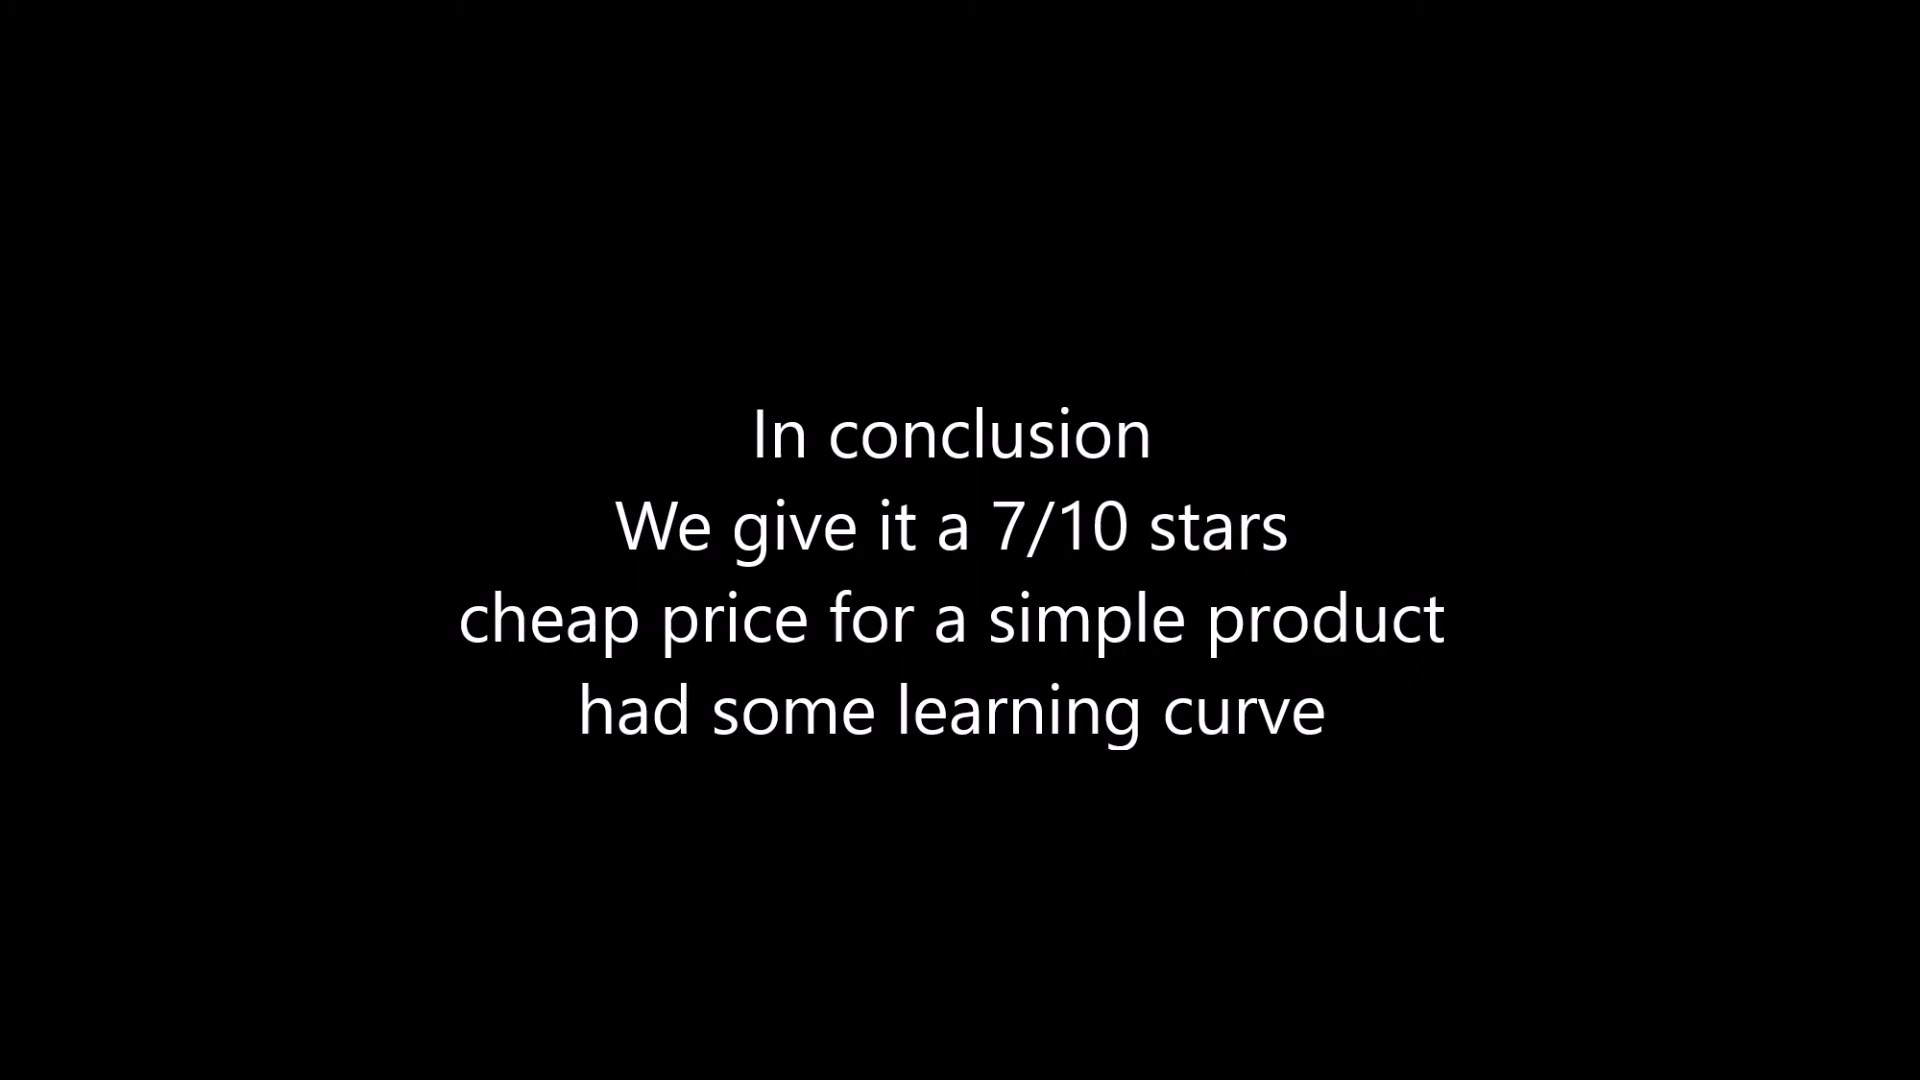 In conclusion
We give it a 7/10 stars
cheap price for a simple product
had some learning curve